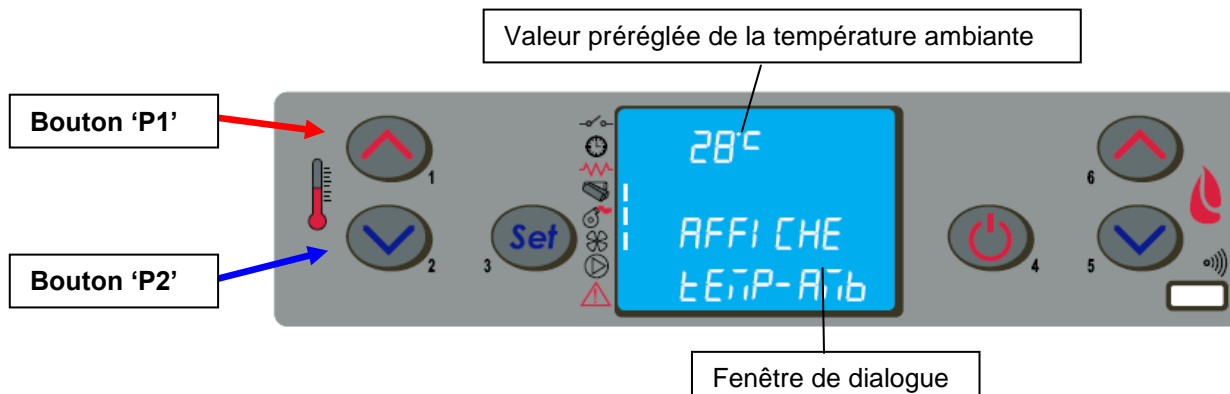 Valeur préréglée de la température ambiante
Bouton ‘P1’
28°C
1
6
AFFICHE
Set
Bouton ‘P2’
2
3
4
5
tEmP-Amb
Fenêtre de dialogue